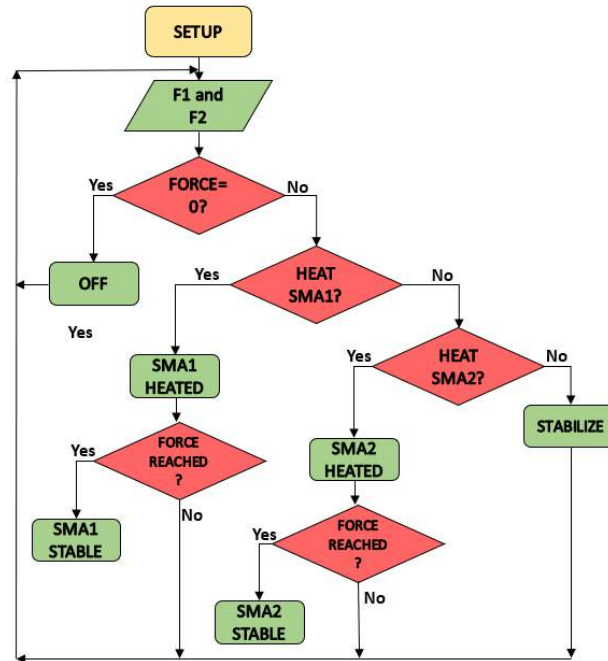 SETUP
F1 and
F2
FORCE=
0?
Yes
No
OFF
HEAT
SMA1?
Yes
No
Yes
SMA1
HEATED
HEAT
SMA2?
Yes
No
STABILIZE
FORCE
REACHED
?
Yes
No
SMA1
STABLE
SMA2
HEATED
FORCE
REACHED
?
Yes
No
SMA2
STABLE